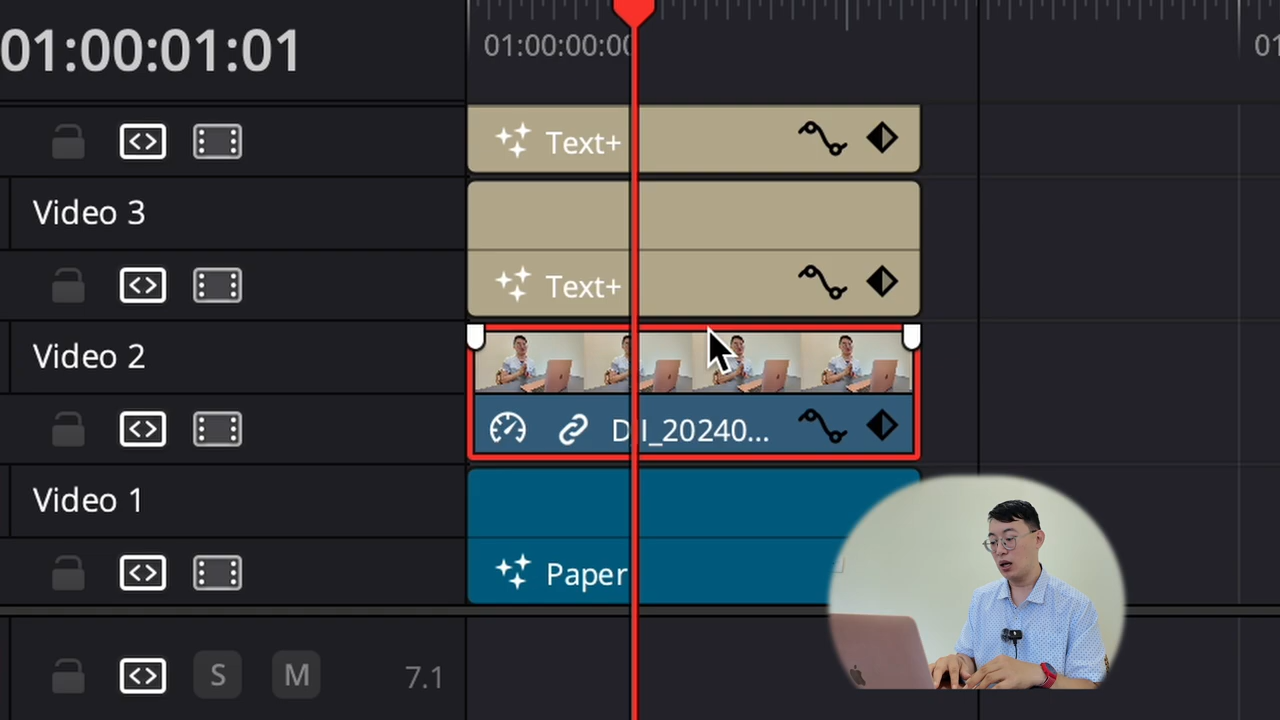 01:00:01:01
01:00:00:00
01
Text+
Video 3
Text+
Video 2
DJI_20240...
Video 1
Paper
S
M
7.1